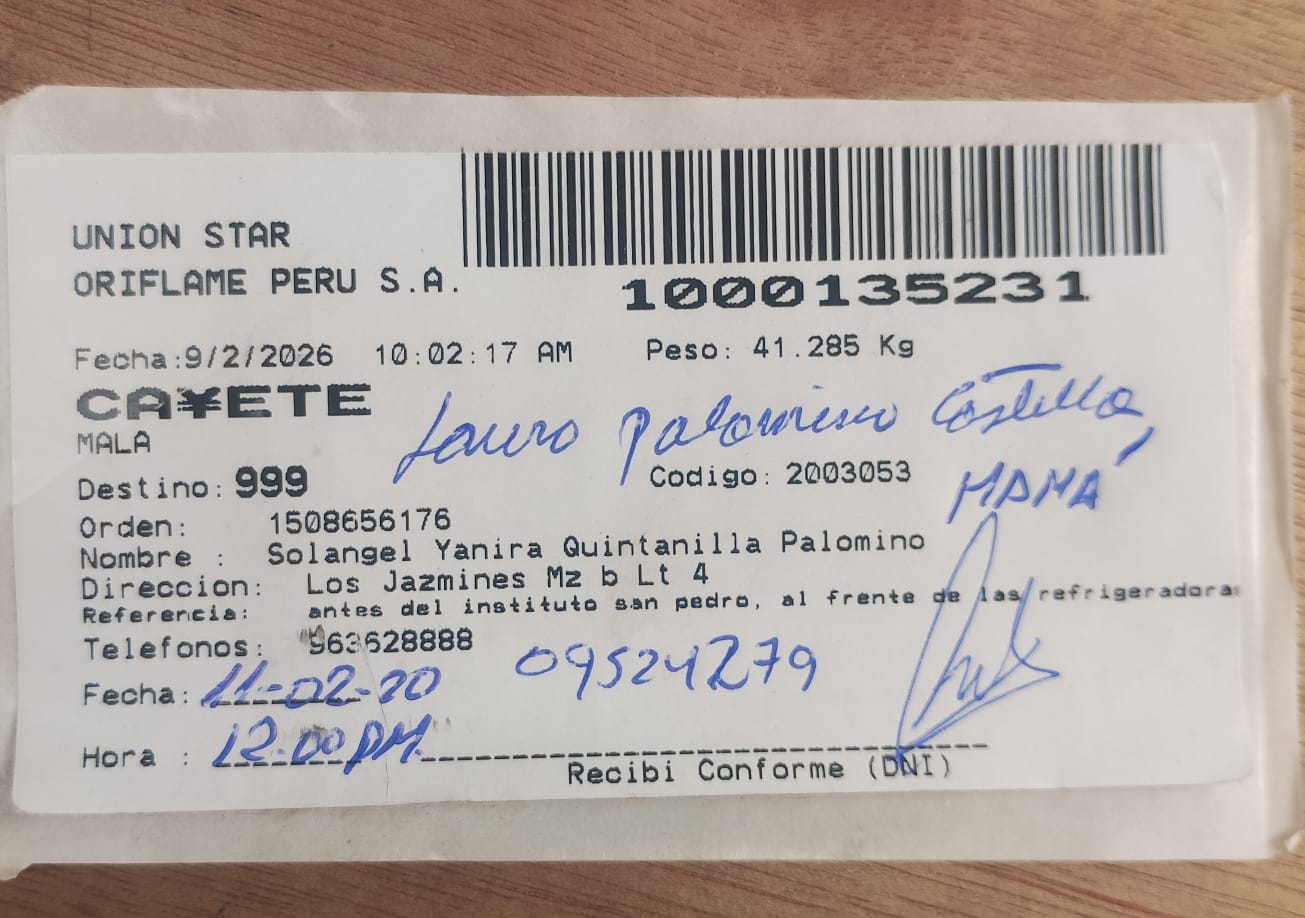 UNION STAR
ORIFLAME PERU S.A.
1000135231
Fecha:9/2/2026 10:02:17 AM Peso: 41.285 Kg
CA¥ETE
Lauro Palomino Castilla
MALA
MAMÁ
Destino: 999 Codigo: 2003053
Orden: 1508656176
Nombre : Solangel Yanira Quintanilla Palomino
Direccion: Los Jazmines Mz b Lt 4
Referencia: antes del instituto san pedro, al frente de las refrigeradoras
Telefonos: 963628888
09524279
Fecha: 11-02-20
Hora : 12:00 PM
Recibi Conforme (DNI)